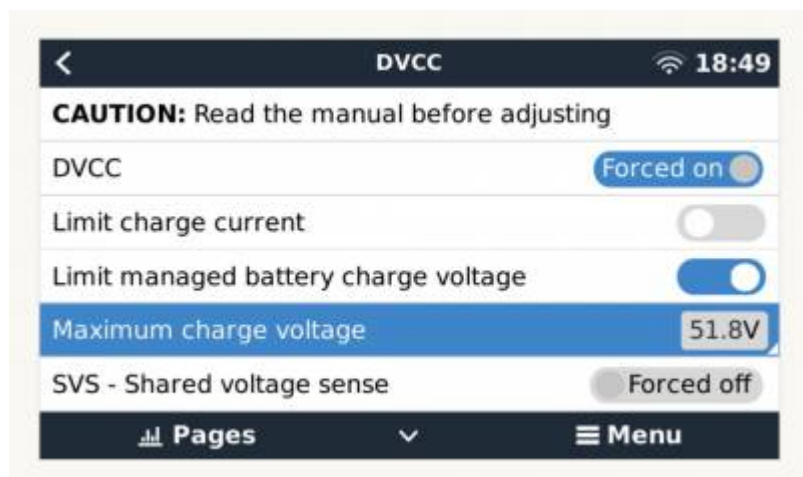 DVCC 18:49
CAUTION: Read the manual before adjusting
DVCC Forced on
Limit charge current
Limit managed battery charge voltage
Maximum charge voltage 51.8V
SVS - Shared voltage sense Forced off
Pages Menu